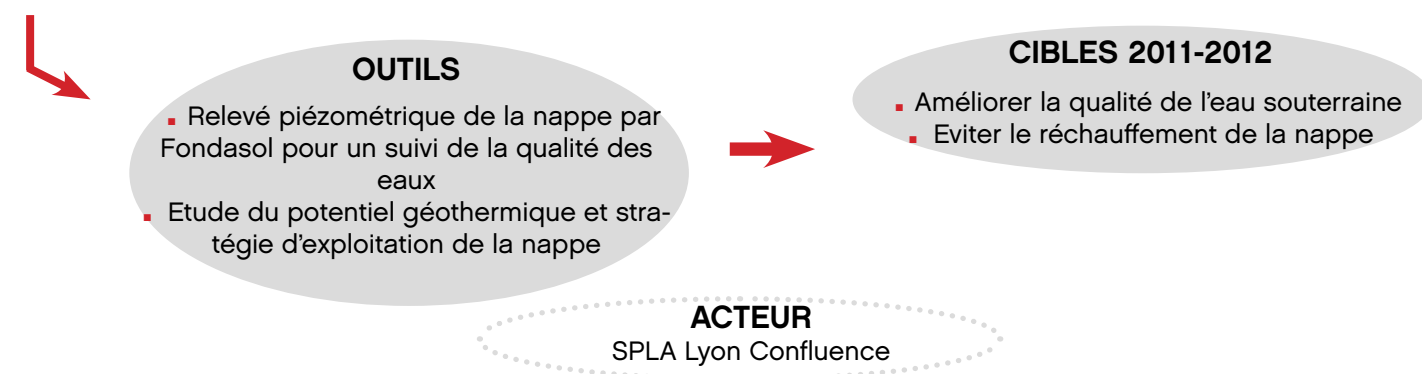 OUTILS
▪ Relevé piézométrique de la nappe par
Fondasol pour un suivi de la qualité des
eaux
▪ Etude du potentiel géothermique et stra-
tégie d'exploitation de la nappe
CIBLES 2011-2012
▪ Améliorer la qualité de l'eau souterraine
▪ Eviter le réchauffement de la nappe
ACTEUR
SPLA Lyon Confluence